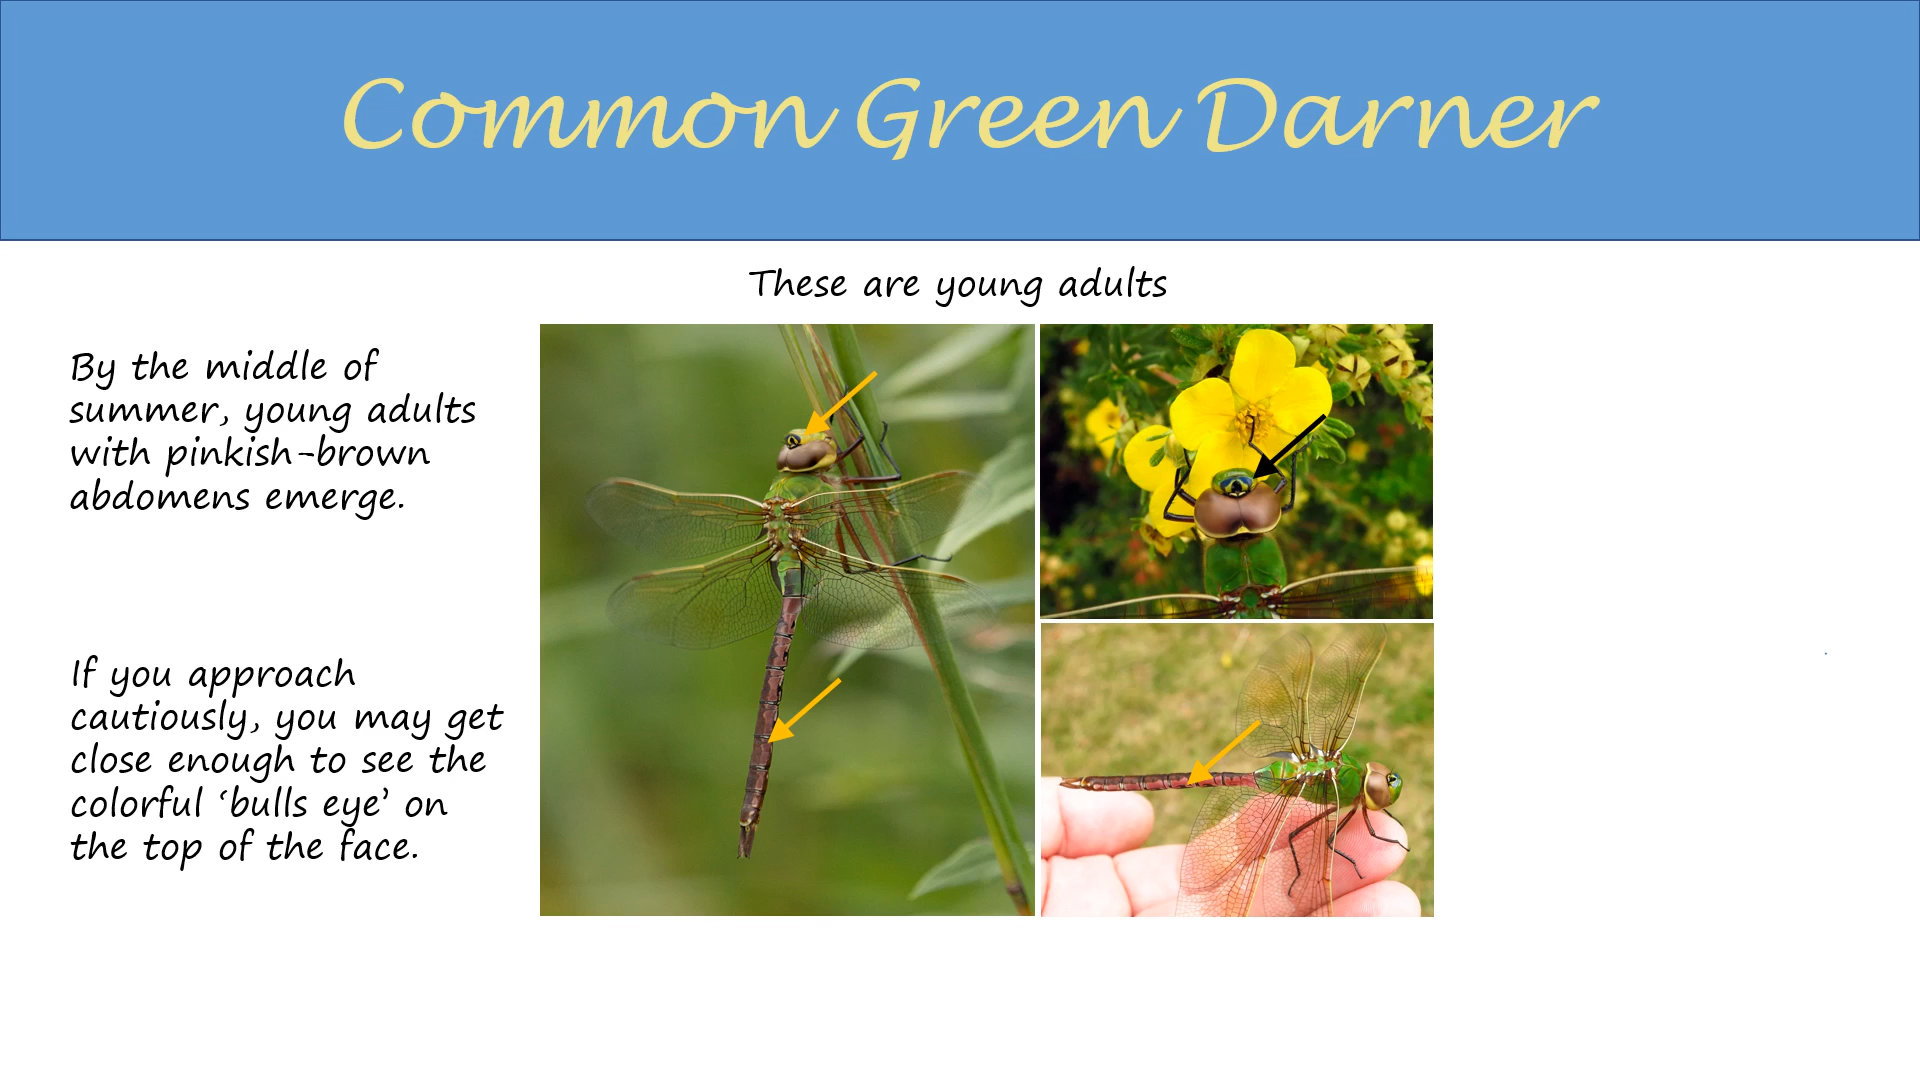 Common Green Darner
These are young adults
By the middle of
summer, young adults
with pinkish-brown
abdomens emerge.
If you approach
cautiously, you may get
close enough to see the
colorful ‘bulls eye’ on
the top of the face.